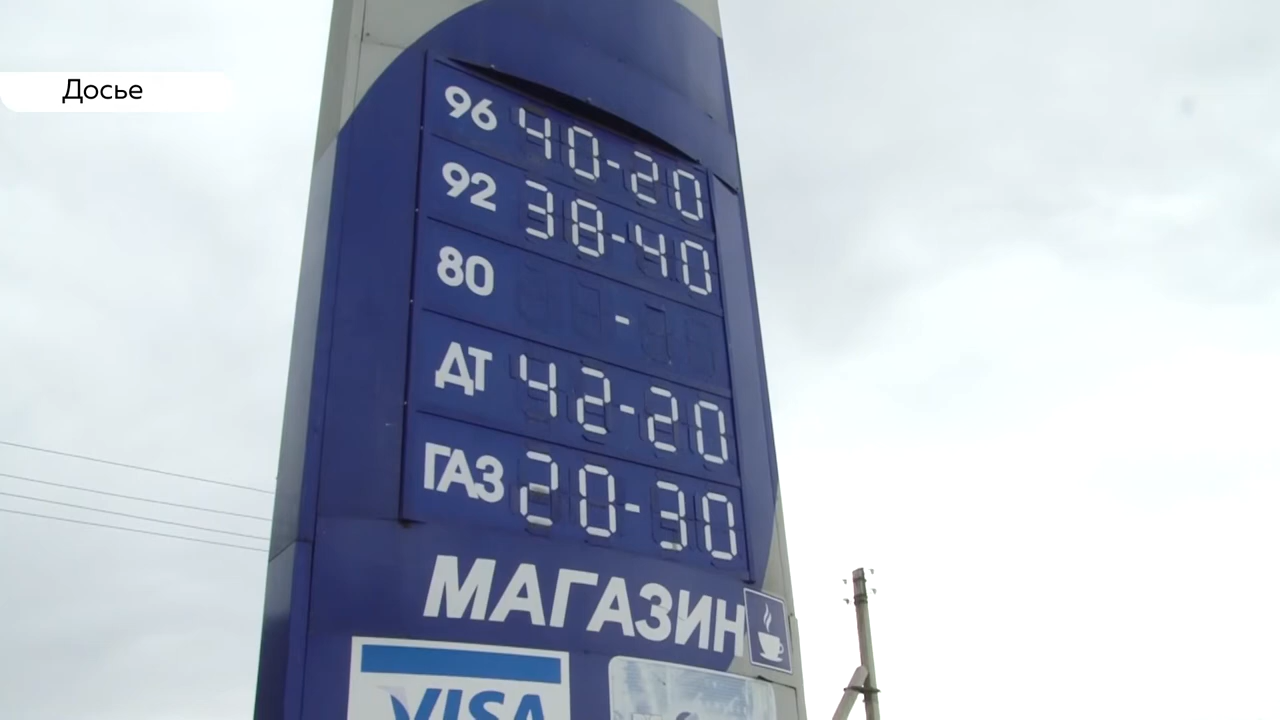 Досье
96 40-20
92 38-40
80 -
ДТ 42-20
ГАЗ 20-30
МАГАЗИН
VISA